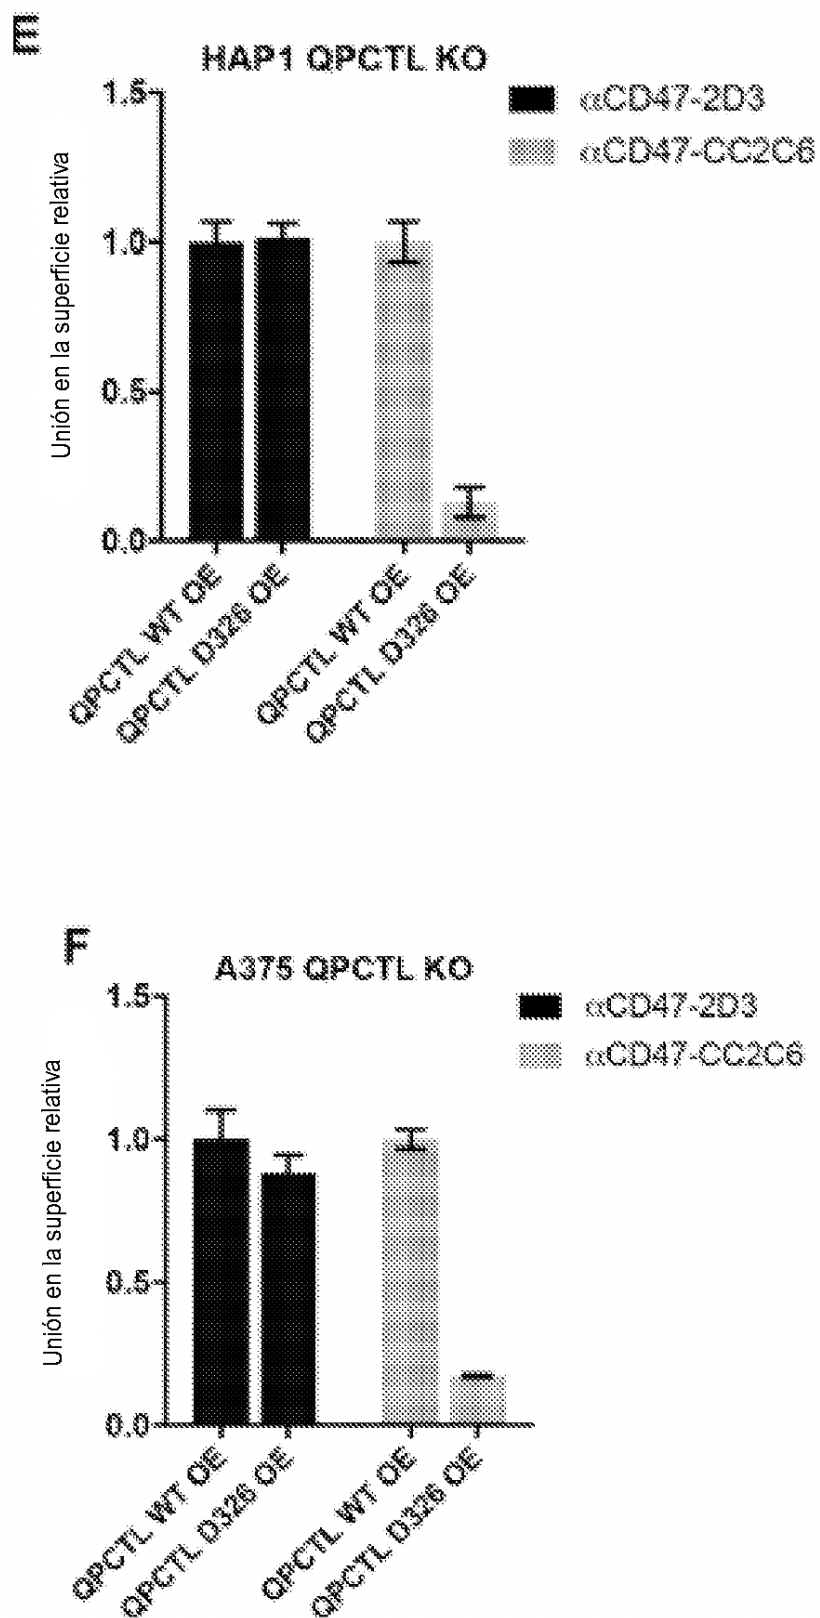 E
HAP1 QPCTL KO
αCD47-2D3
αCD47-CC2C6
Unión en la superficie relativa
1.5
1.0
0.5
0.0
QPCTL WT OE
QPCTL D326 OE
QPCTL WT OE
QPCTL D326 OE
F
A375 QPCTL KO
αCD47-2D3
αCD47-CC2C6
Unión en la superficie relativa
1.5
1.0
0.5
0.0
QPCTL WT OE
QPCTL D326 OE
QPCTL WT OE
QPCTL D326 OE